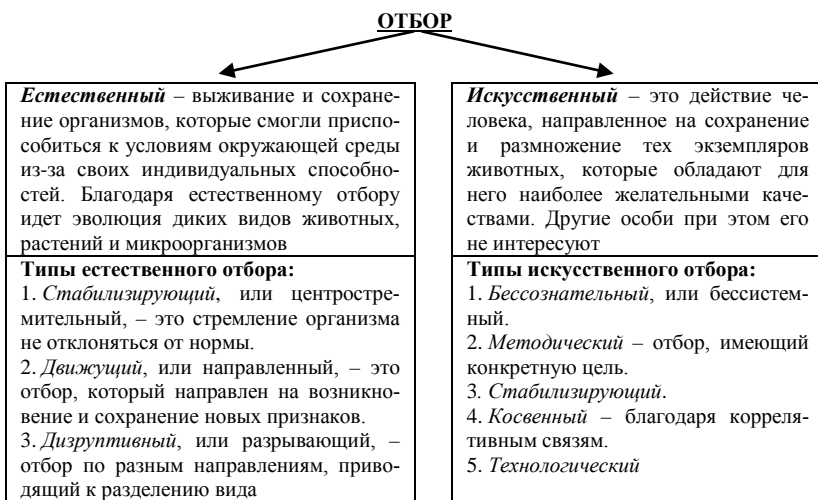 ОТБОР
Естественный – выживание и сохране-
ние организмов, которые смогли приспо-
собиться к условиям окружающей среды
из-за своих индивидуальных способно-
стей. Благодаря естественному отбору
идет эволюция диких видов животных,
растений и микроорганизмов
Типы естественного отбора:
1. Стабилизирующий, или центростре-
мительный, – это стремление организма
не отклоняться от нормы.
2. Движущий, или направленный, – это
отбор, который направлен на возникно-
вение и сохранение новых признаков.
3. Дизруптивный, или разрывающий, –
отбор по разным направлениям, приво-
дящий к разделению вида
Искусственный – это действие че-
ловека, направленное на сохранение
и размножение тех экземпляров
животных, которые обладают для
него наиболее желательными каче-
ствами. Другие особи при этом его
не интересуют
Типы искусственного отбора:
1. Бессознательный, или бессистем-
ный.
2. Методический – отбор, имеющий
конкретную цель.
3. Стабилизирующий.
4. Косвенный – благодаря корреля-
тивным связям.
5. Технологический